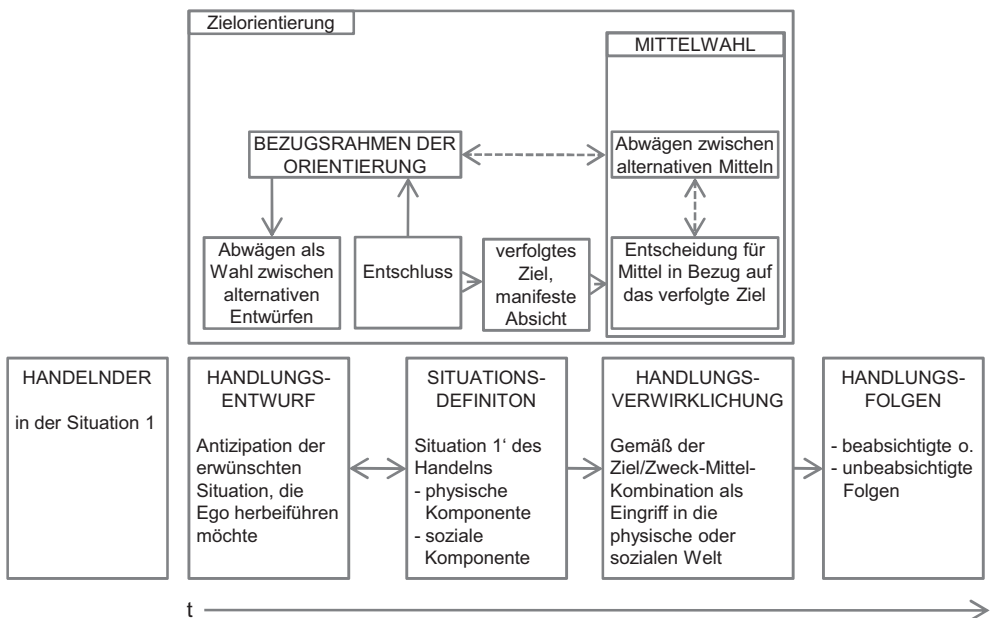 Zielorientierung
MITTELWAHL
BEZUGSRAHMEN DER
ORIENTIERUNG
Abwägen zwischen
alternativen Mitteln
Abwägen als
Wahl zwischen
alternativen
Entwürfen
Entschluss
verfolgtes
Ziel,
manifeste
Absicht
Entscheidung für
Mittel in Bezug auf
das verfolgte Ziel
HANDELNDER
in der Situation 1
HANDLUNGS-
ENTWURF
Antizipation der
erwünschten
Situation, die
Ego herbeiführen
möchte
SITUATIONS-
DEFINITON
Situation 1‘ des
Handelns
- physische
Komponente
- soziale
Komponente
HANDLUNGS-
VERWIRKLICHUNG
Gemäß der
Ziel/Zweck-Mittel-
Kombination als
Eingriff in die
physische oder
sozialen Welt
HANDLUNGS-
FOLGEN
- beabsichtigte o.
- unbeabsichtigte
Folgen
t